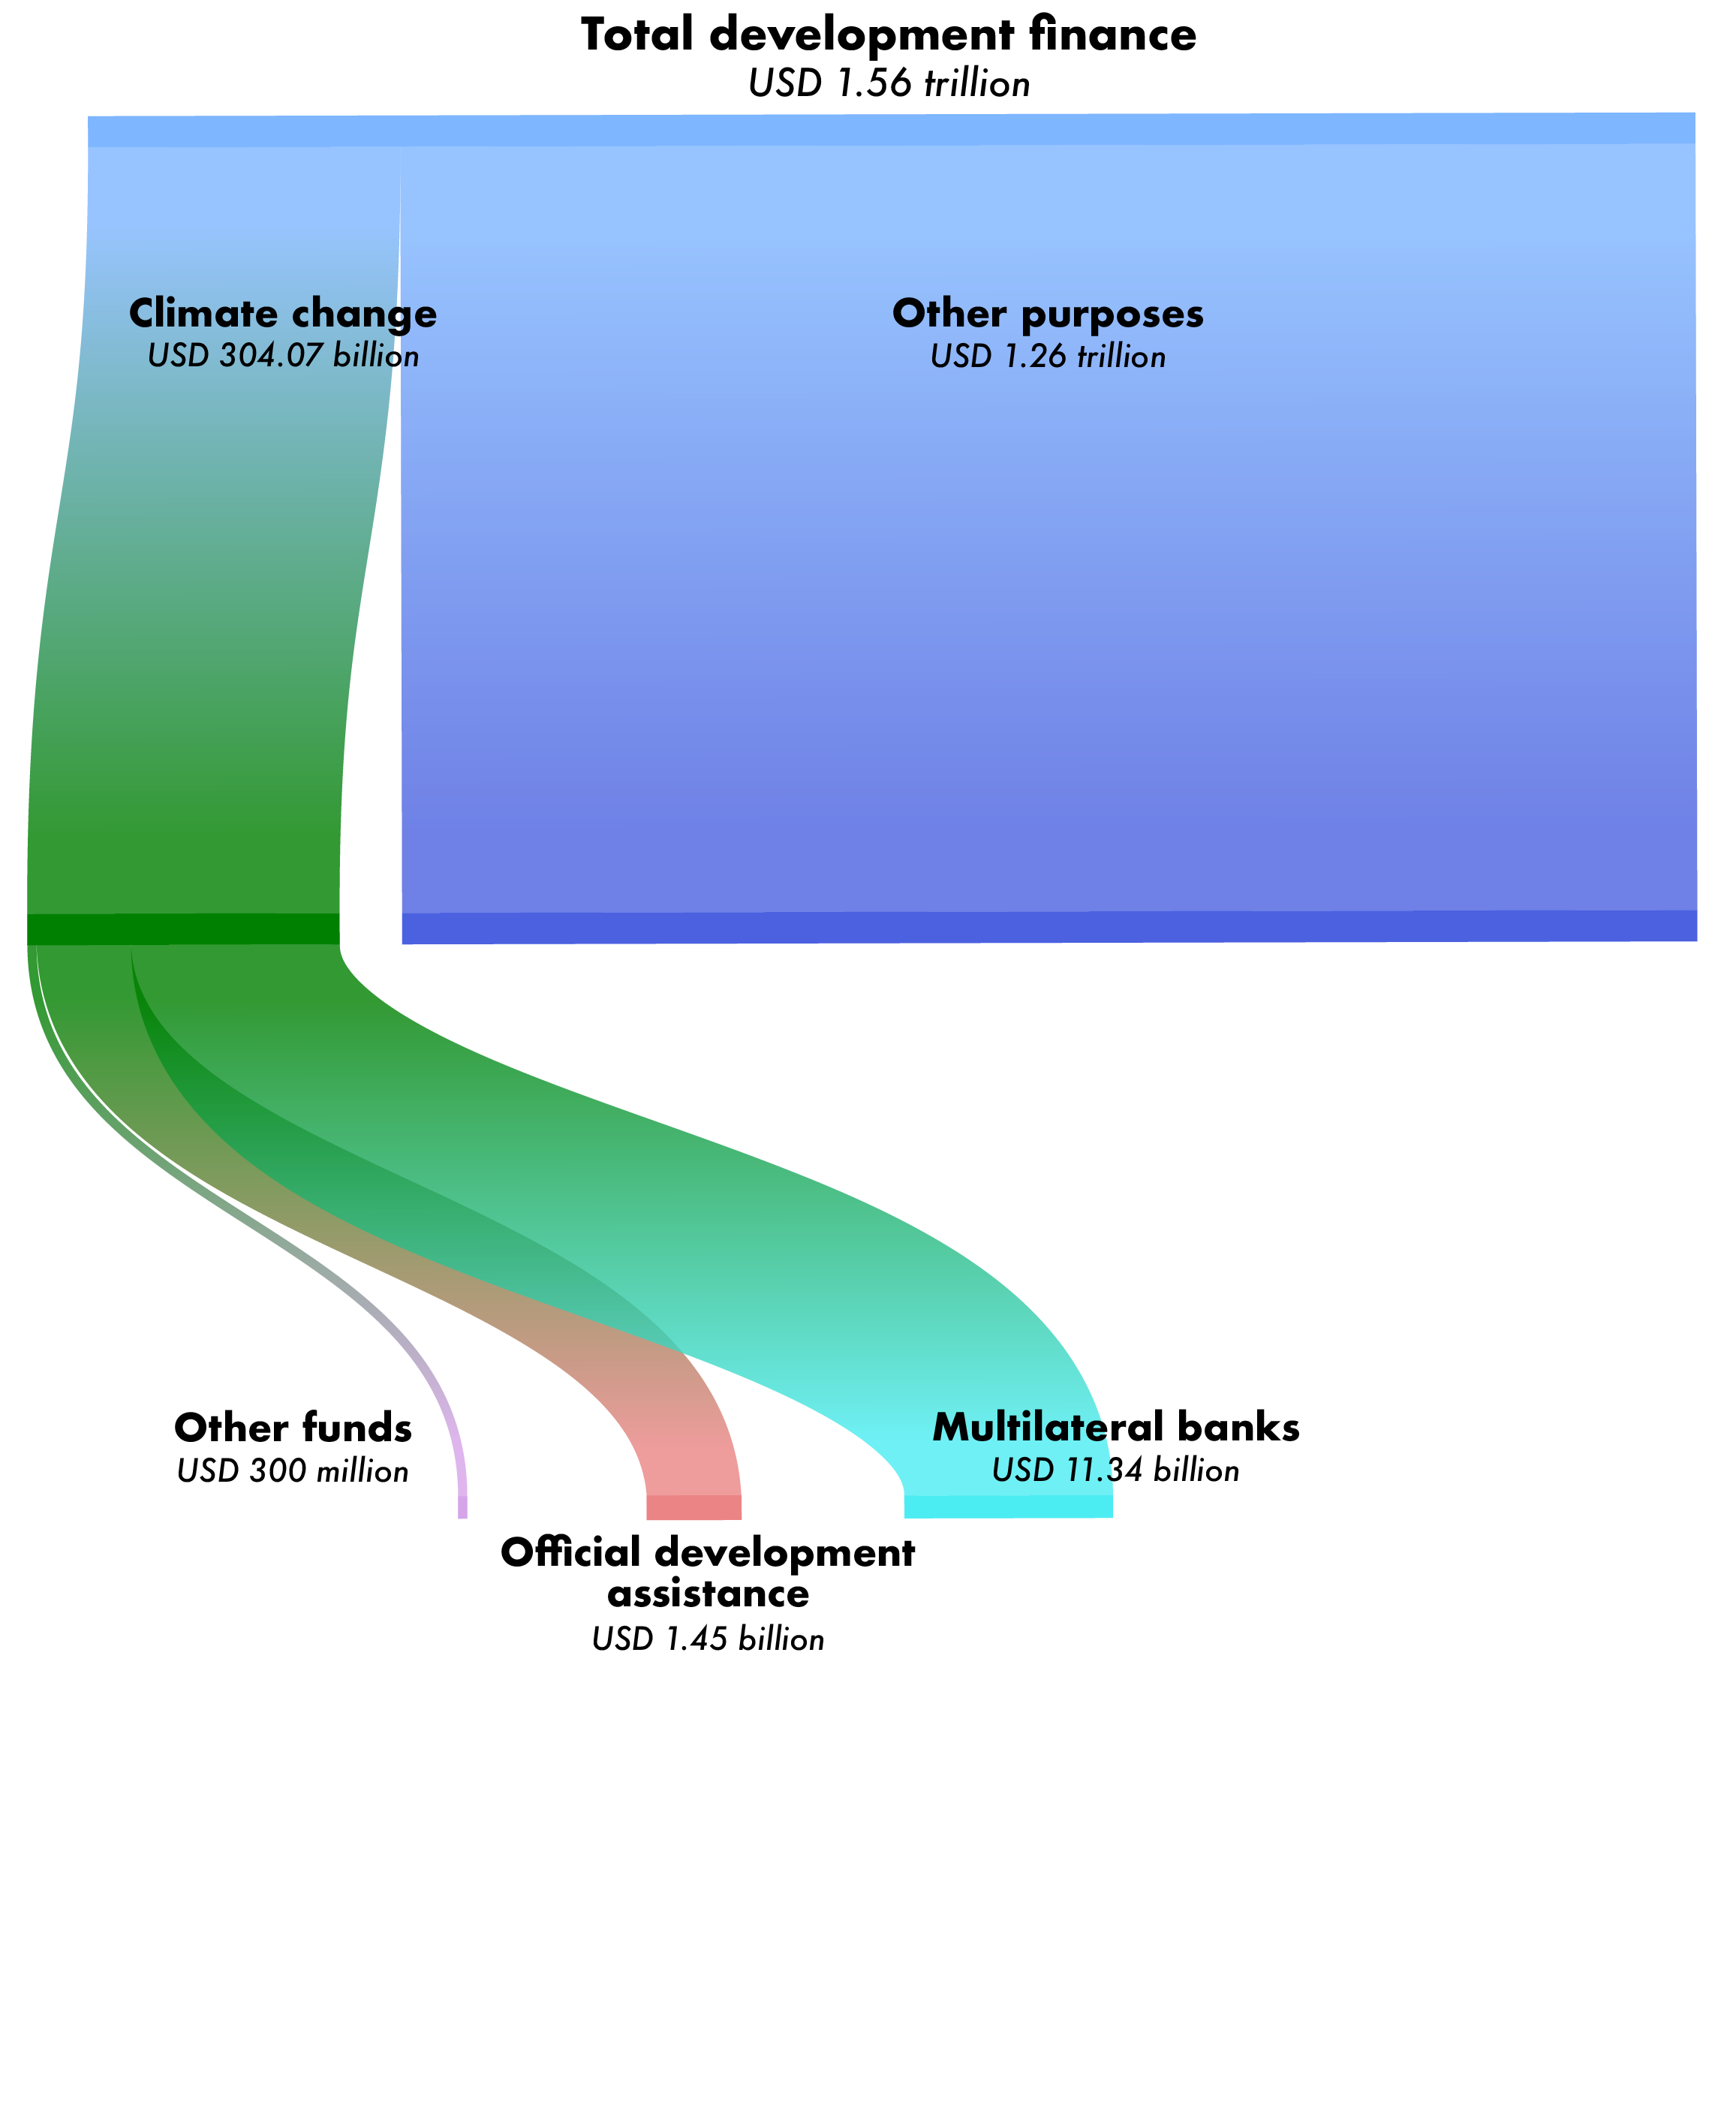 Total development finance
USD 1.56 trillion
Climate change
USD 304.07 billion
Other purposes
USD 1.26 trillion
Other funds
USD 300 million
Multilateral banks
USD 11.34 billion
Official development
assistance
USD 1.45 billion